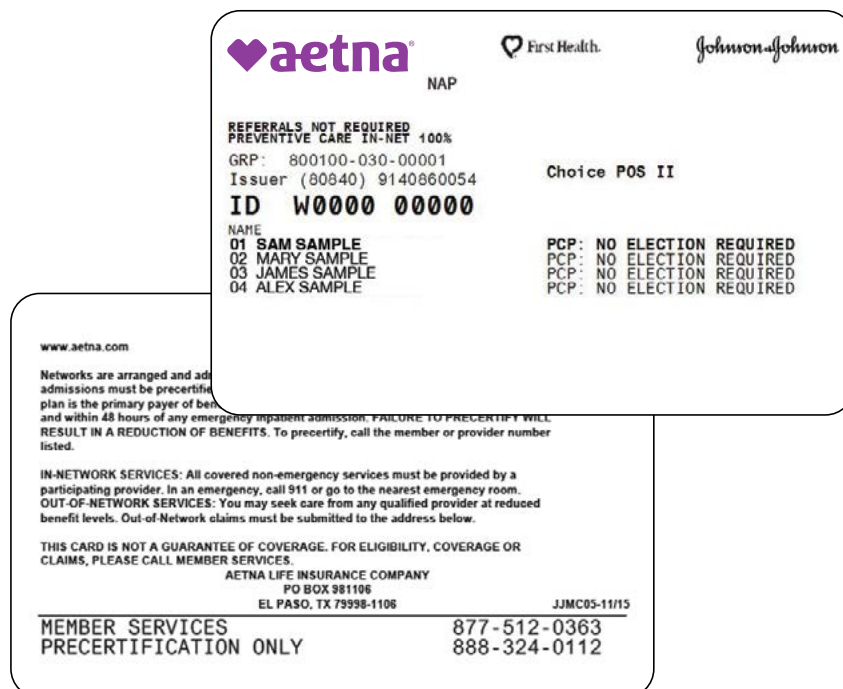 aetna
First Health.
Johnson & Johnson
NAP
REFERRALS NOT REQUIRED
PREVENTIVE CARE IN-NET 100%
GRP: 800100-030-00001
Issuer (80840) 9140860054
Choice POS II
ID W0000 00000
NAME
01 SAM SAMPLE PCP: NO ELECTION REQUIRED
02 MARY SAMPLE PCP: NO ELECTION REQUIRED
03 JAMES SAMPLE PCP: NO ELECTION REQUIRED
04 ALEX SAMPLE PCP: NO ELECTION REQUIRED
www.aetna.com
Networks are arranged and
admissions must be
plan is the primary payer of
and within 48 hours of any emergency inpatient admission. FAILURE TO PRECERTIFY WILL
RESULT IN A REDUCTION OF BENEFITS. To precertify, call the member or provider number
listed.
IN-NETWORK SERVICES: All covered non-emergency services must be provided by a
participating provider. In an emergency, call 911 or go to the nearest emergency room.
OUT-OF-NETWORK SERVICES: You may seek care from any qualified provider at reduced
benefit levels. Out-of-Network claims must be submitted to the address below.
THIS CARD IS NOT A GUARANTEE OF COVERAGE. FOR ELIGIBILITY, COVERAGE OR
CLAIMS, PLEASE CALL MEMBER SERVICES.
AETNA LIFE INSURANCE COMPANY
PO BOX 981106
EL PASO, TX 79998-1106 JJMC05-11/15
MEMBER SERVICES 877-512-0363
PRECERTIFICATION ONLY 888-324-0112